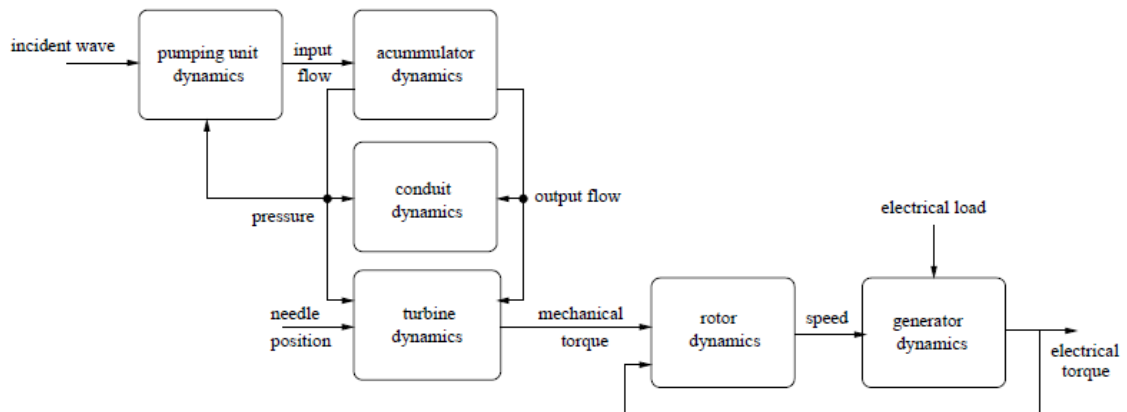 incident wave
pumping unit
dynamics
input
flow
acummulator
dynamics
conduit
dynamics
pressure
output flow
electrical load
needle
position
turbine
dynamics
mechanical
torque
rotor
dynamics
speed
generator
dynamics
electrical
torque